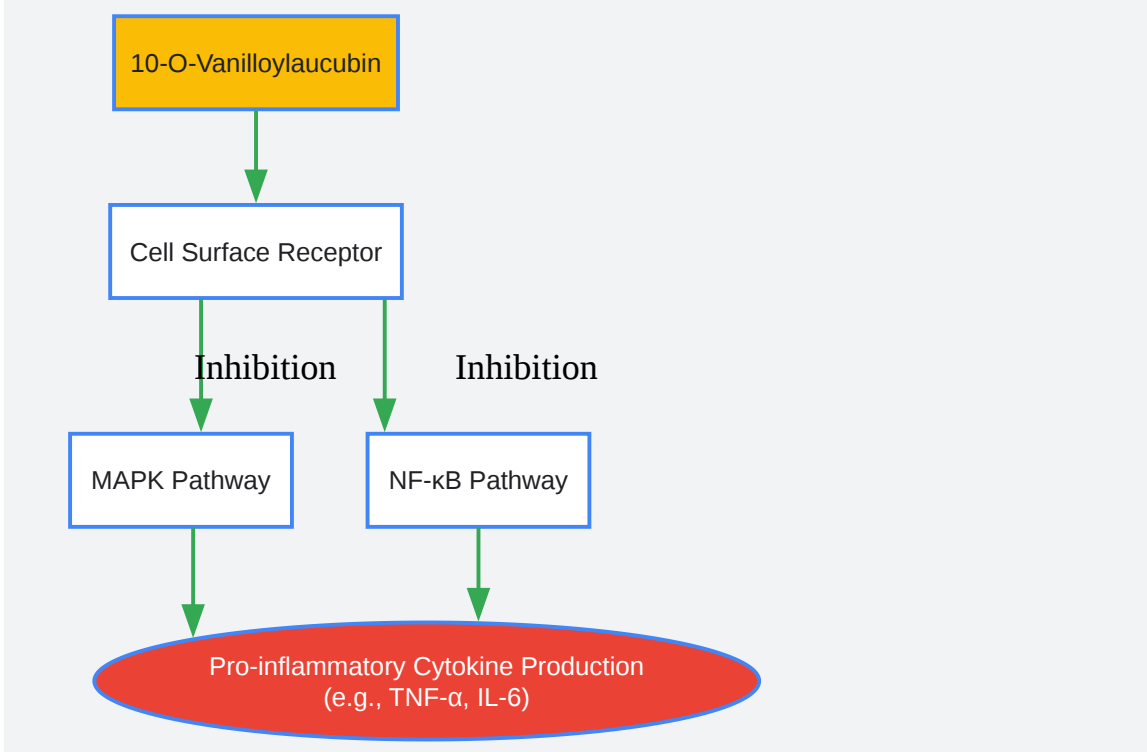 10-O-Vanilloylaucubin
Cell Surface Receptor
Inhibition
Inhibition
MAPK Pathway
NF-κB Pathway
Pro-inflammatory Cytokine Production
(e.g., TNF-α, IL-6)